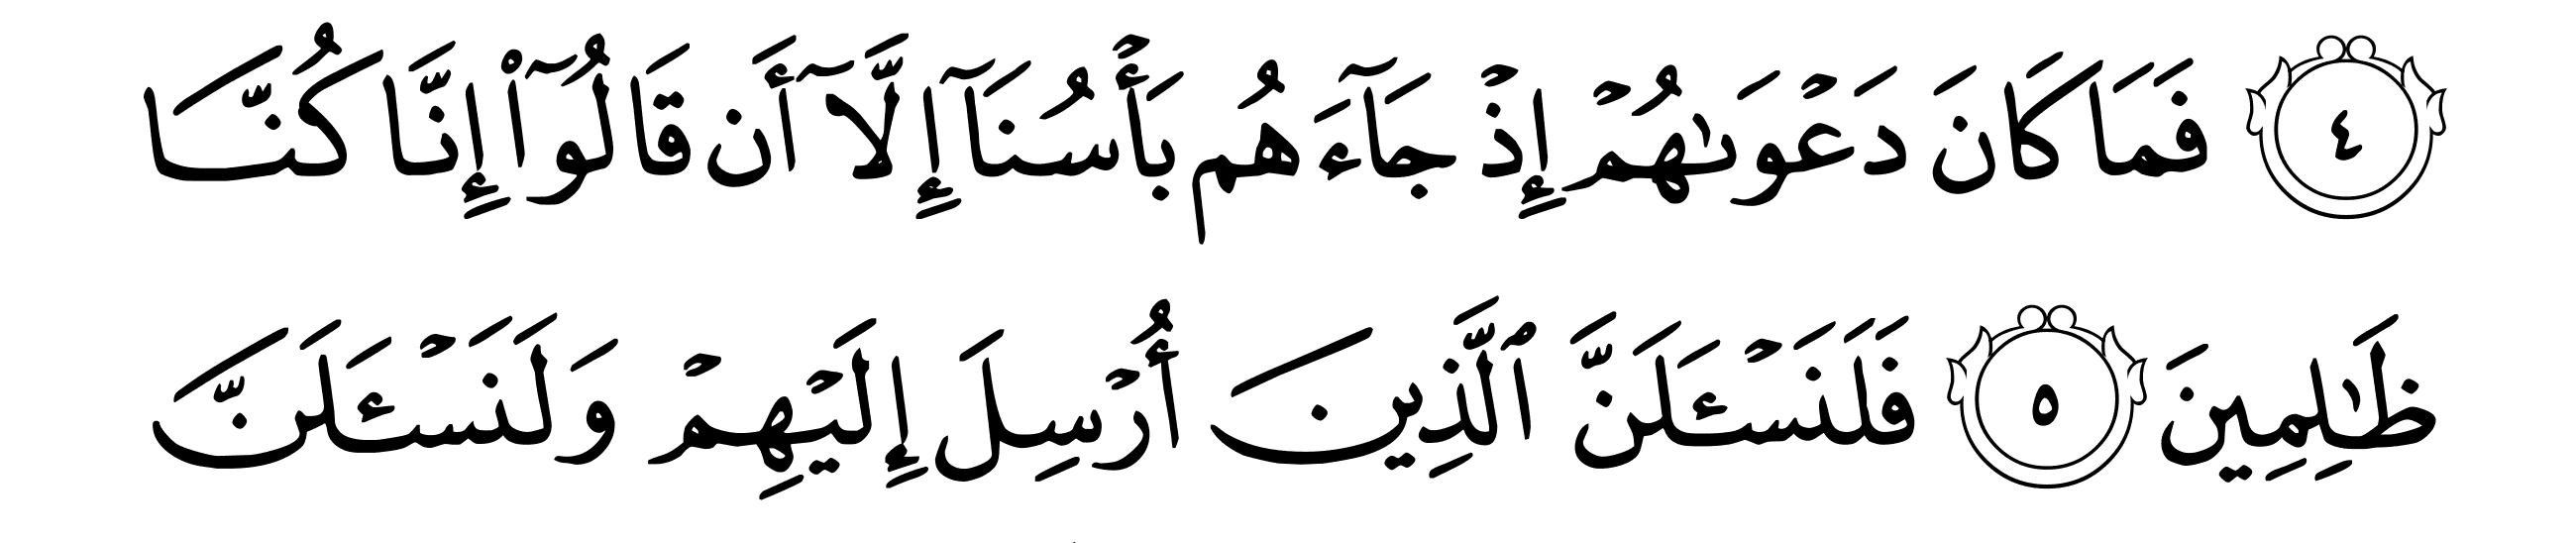 ٤ فَمَا كَانَ دَعْوَىٰهُمْ إِذْ جَآءَهُم بَأْسُنَآ إِلَّآ أَن قَالُوٓا۟ إِنَّا كُنَّا
ظَٰلِمِينَ ٥ فَلَنَسْـَٔلَنَّ ٱلَّذِينَ أُرْسِلَ إِلَيْهِمْ وَلَنَسْـَٔلَنَّ